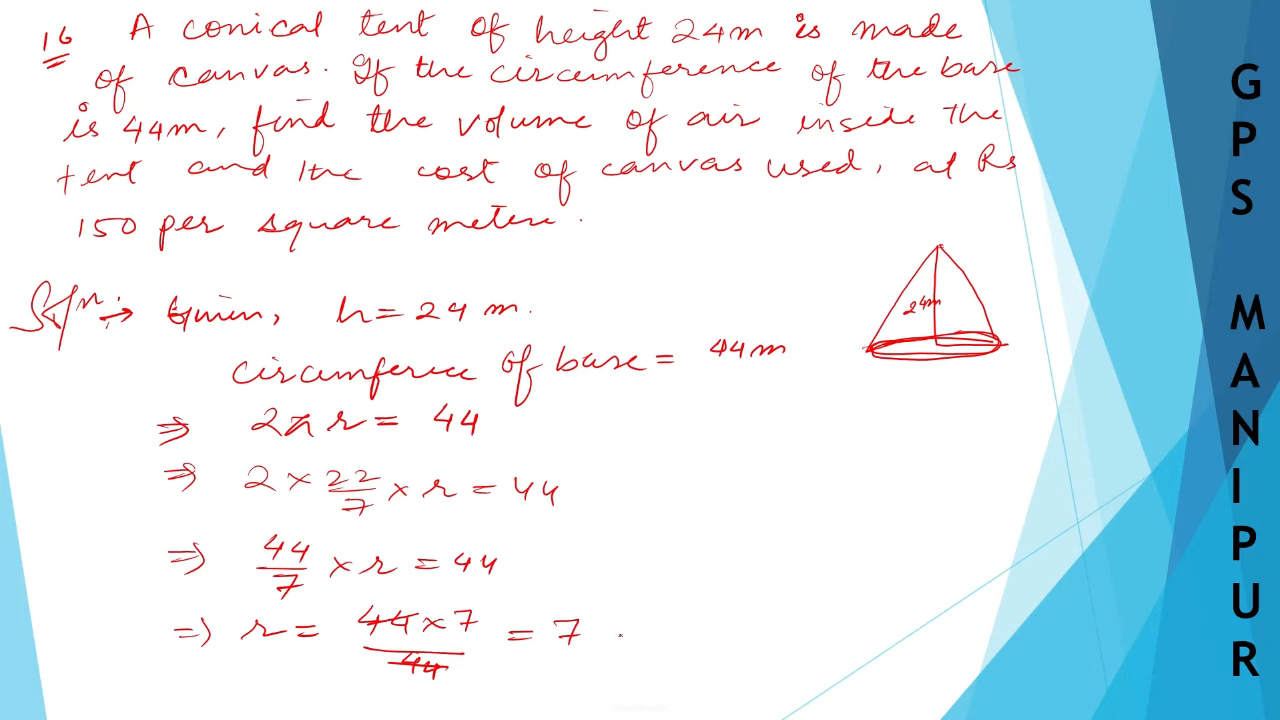 16 A conical tent of height 24m is made
of canvas. If the circumference of the base
is 44m, find the volume of air inside the
tent and the cost of canvas used, at Rs
150 per square metere.
Solⁿ:→ Given, h = 24 m.
24m
circumference of base = 44m
⇒ 2πr = 44
⇒ 2 × 22/7 × r = 44
⇒ 44/7 × r = 44
⇒ r = 44×7/44 = 7
GPS MANIPUR